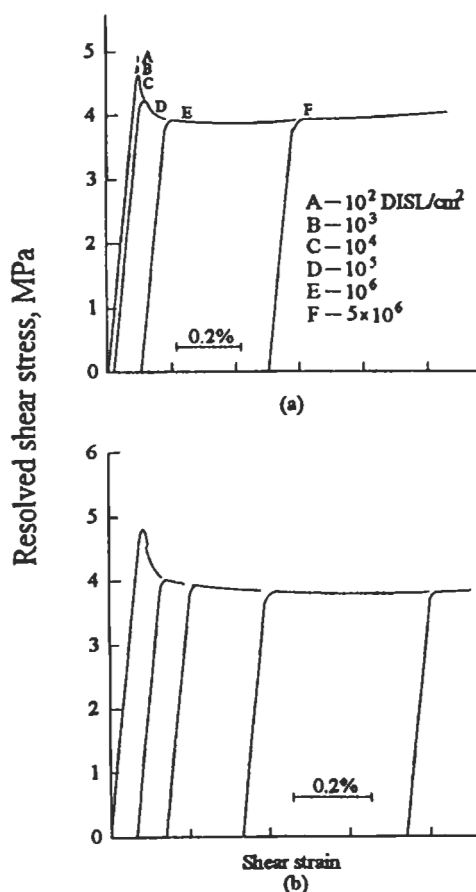 Resolved shear stress, MPa
5
4
3
2
1
0
A
B
C
D
E
F
A – 10² DISL/cm²
B – 10³
C – 10⁴
D – 10⁵
E – 10⁶
F – 5×10⁶
0.2%
(a)
6
5
4
3
2
1
0
0.2%
Shear strain
(b)